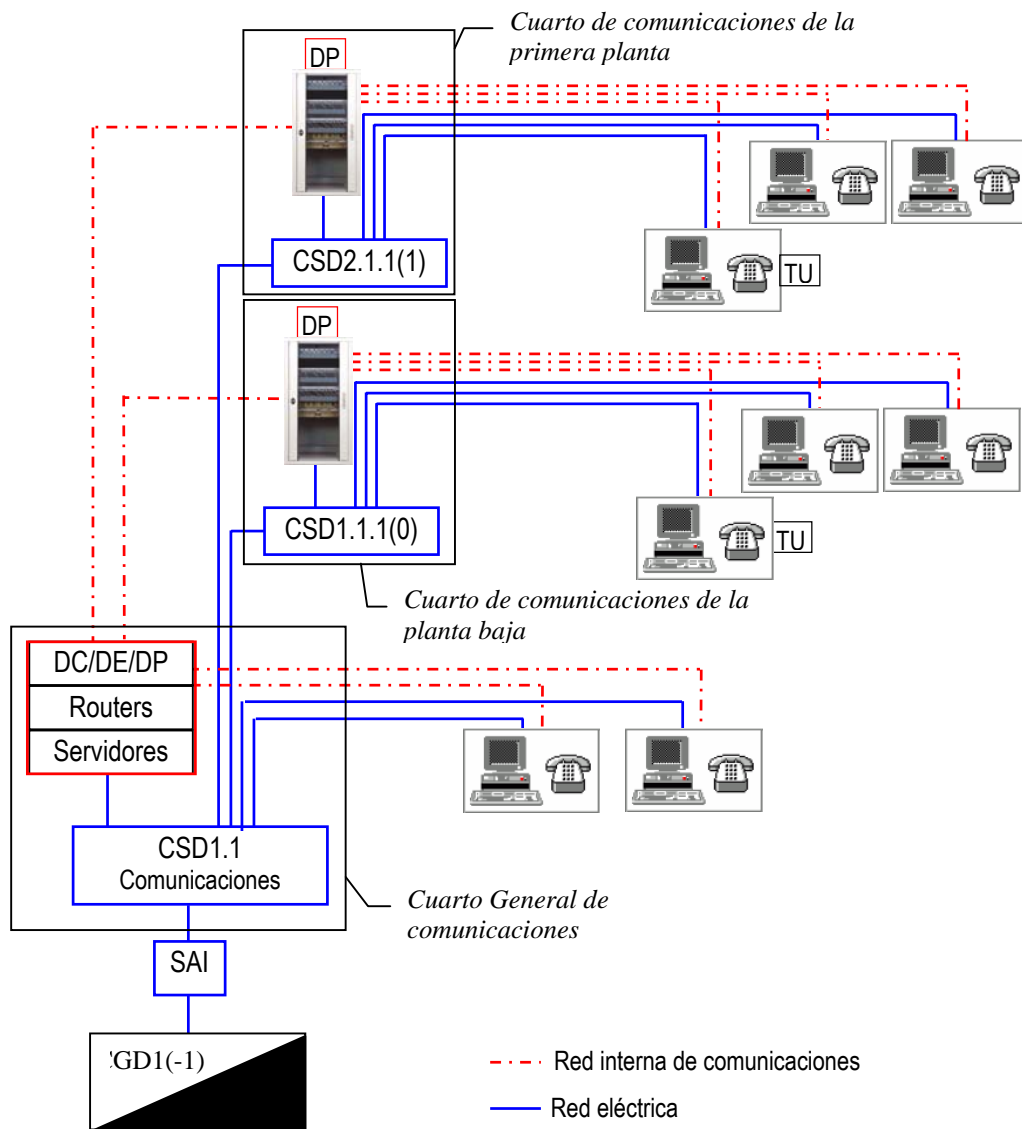 Cuarto de comunicaciones de la
primera planta
DP
CSD2.1.1(1)
TU
DP
CSD1.1.1(0)
TU
Cuarto de comunicaciones de la
planta baja
DC/DE/DP
Routers
Servidores
CSD1.1
Comunicaciones
Cuarto General de
comunicaciones
SAI
GD1(-1)
Red interna de comunicaciones
Red eléctrica